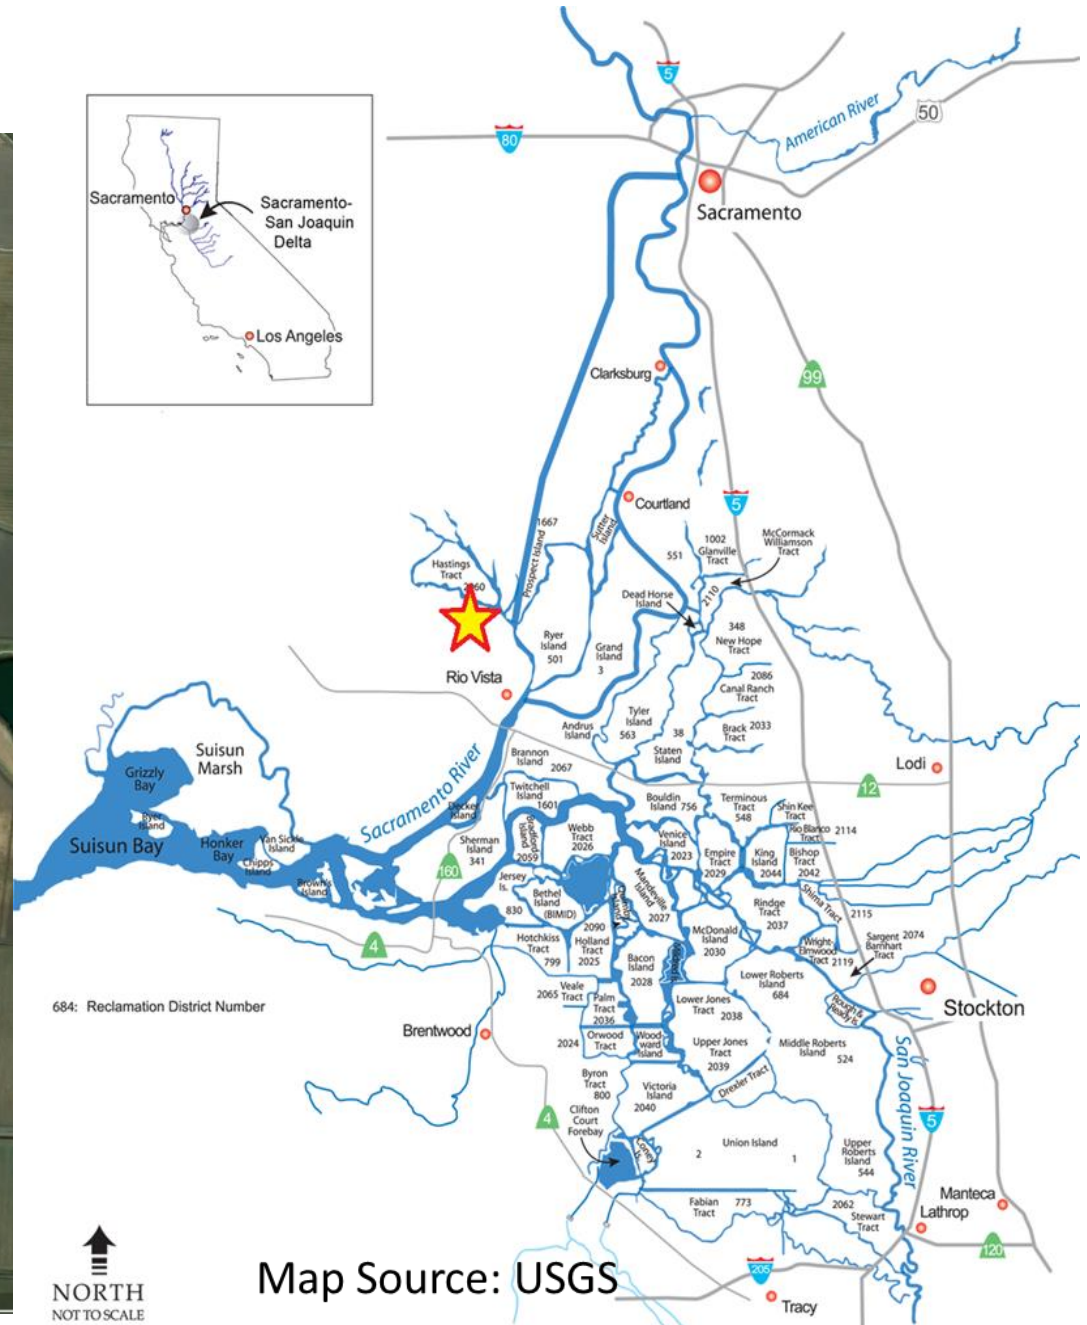 5
American River
50
80
Sacramento
Sacramento
Sacramento-
San Joaquin
Delta
Los Angeles
Clarksburg
99
5
Courtland
1667
Prospect Island
Sutter
Island
1002
Glanville
Tract
McCormack
Williamson
Tract
551
Hastings
Tract
2110
Dead Horse
Island
348
New Hope
Tract
Ryer
Island
501
Grand
Island
3
Rio Vista
2086
Canal Ranch
Tract
Tyler
Island
563
Andrus
Island
38
Brack
Tract
2033
Staten
Island
Suisun
Marsh
Grizzly
Bay
Sacramento River
Brannon
Island
2067
Lodi
12
Twitchell
Island
1601
Bouldin
Island 756
Terminous
Tract
548
Shin Kee
Tract
Decker
Island
Ryer
Island
Suisun Bay
Honker
Bay
Van Sickle
Island
Chipps
Island
Brown's
Island
Sherman
Island
341
160
Bradford
Island
2059
Webb
Tract
2026
Venice
Island
2023
Empire
Tract
2029
King
Island
2044
Rio Blanco
Tract
2114
Bishop
Tract
2042
Jersey
Is.
830
Bethel
Island
(BIMID)
Quimby
Island
2090
Mandeville
Island
2027
Rindge
Tract
2037
Shima Tract
2115
4
Hotchkiss
Tract
799
Holland
Tract
2025
McDonald
Island
2030
Wright-
Elmwood
Tract 2119
Sargent
Barnhart
Tract
2074
Bacon
Island
2028
Mildred Is.
Lower Roberts
Island
684
2065
Veale
Tract
Palm
Tract
2036
Lower Jones
Tract 2038
Rough &
Ready Is.
Stockton
684: Reclamation District Number
Brentwood
2024
Orwood
Tract
Wood-
ward
Island
Upper Jones
Tract
2039
Middle Roberts
Island
524
San Joaquin River
Byron
Tract
800
Victoria
Island
2040
Drexler Tract
4
Clifton
Court
Forebay
5
Coney
Is.
Union Island
2
1
Upper
Roberts
Island
544
Fabian
Tract
773
2062
Stewart
Tract
Manteca
Lathrop
120
NORTH
NOT TO SCALE
Map Source: USGS
205
Tracy